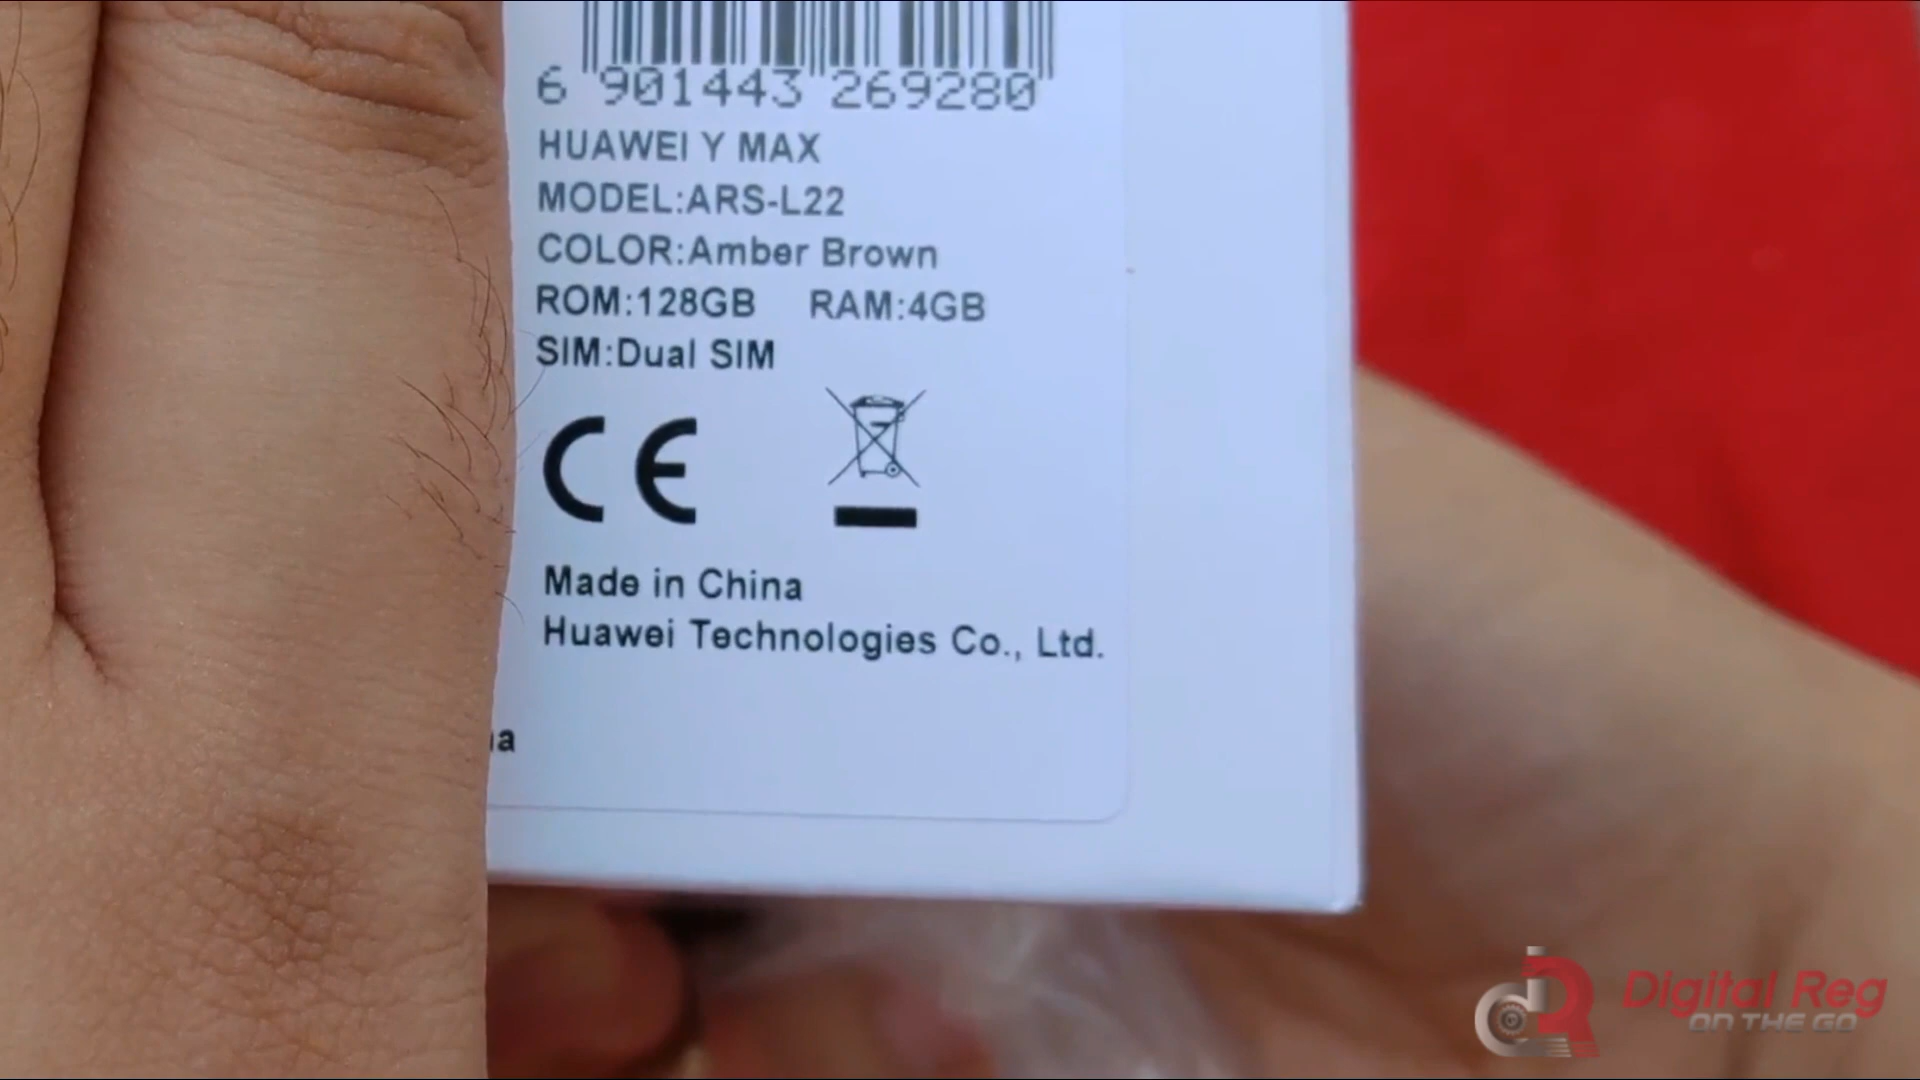 6 901443 269280
HUAWEI Y MAX
MODEL:ARS-L22
COLOR:Amber Brown
ROM:128GB RAM:4GB
SIM:Dual SIM
CE
Made in China
Huawei Technologies Co., Ltd.
Digital Reg
ON THE GO